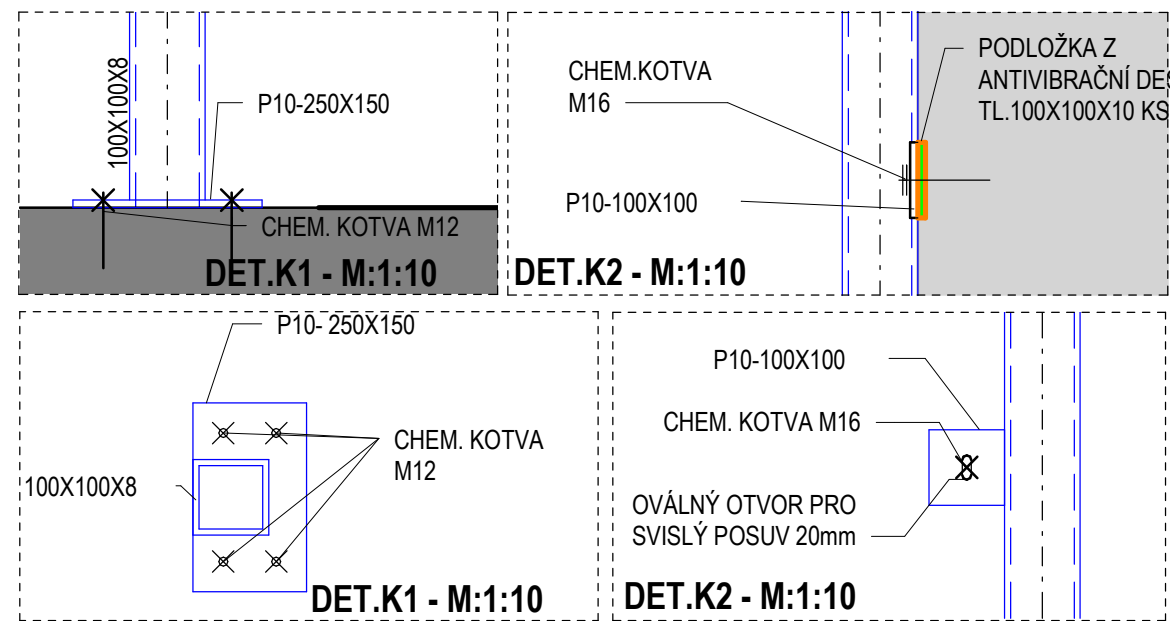 100X100X8
P10-250X150
CHEM. KOTVA M12
DET.K1 - M:1:10
CHEM.KOTVA
M16
P10-100X100
PODLOŽKA Z
ANTIVIBRAČNÍ
TL.100X100X10 KS
DET.K2 - M:1:10
P10- 250X150
CHEM. KOTVA
M12
100X100X8
DET.K1 - M:1:10
P10-100X100
CHEM. KOTVA M16
OVÁLNÝ OTVOR PRO
SVISLÝ POSUV 20mm
DET.K2 - M:1:10